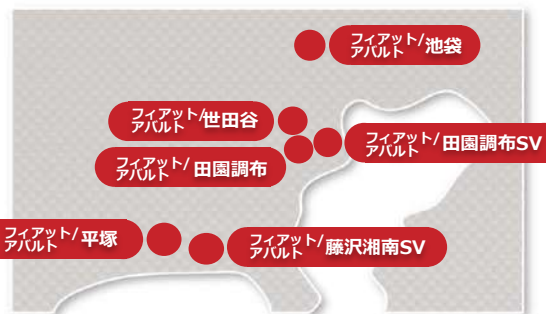 フィアット/アバルト 池袋
フィアット/アバルト 世田谷
フィアット/アバルト 田園調布SV
フィアット/アバルト 田園調布
フィアット/アバルト 平塚
フィアット/アバルト 藤沢湘南SV